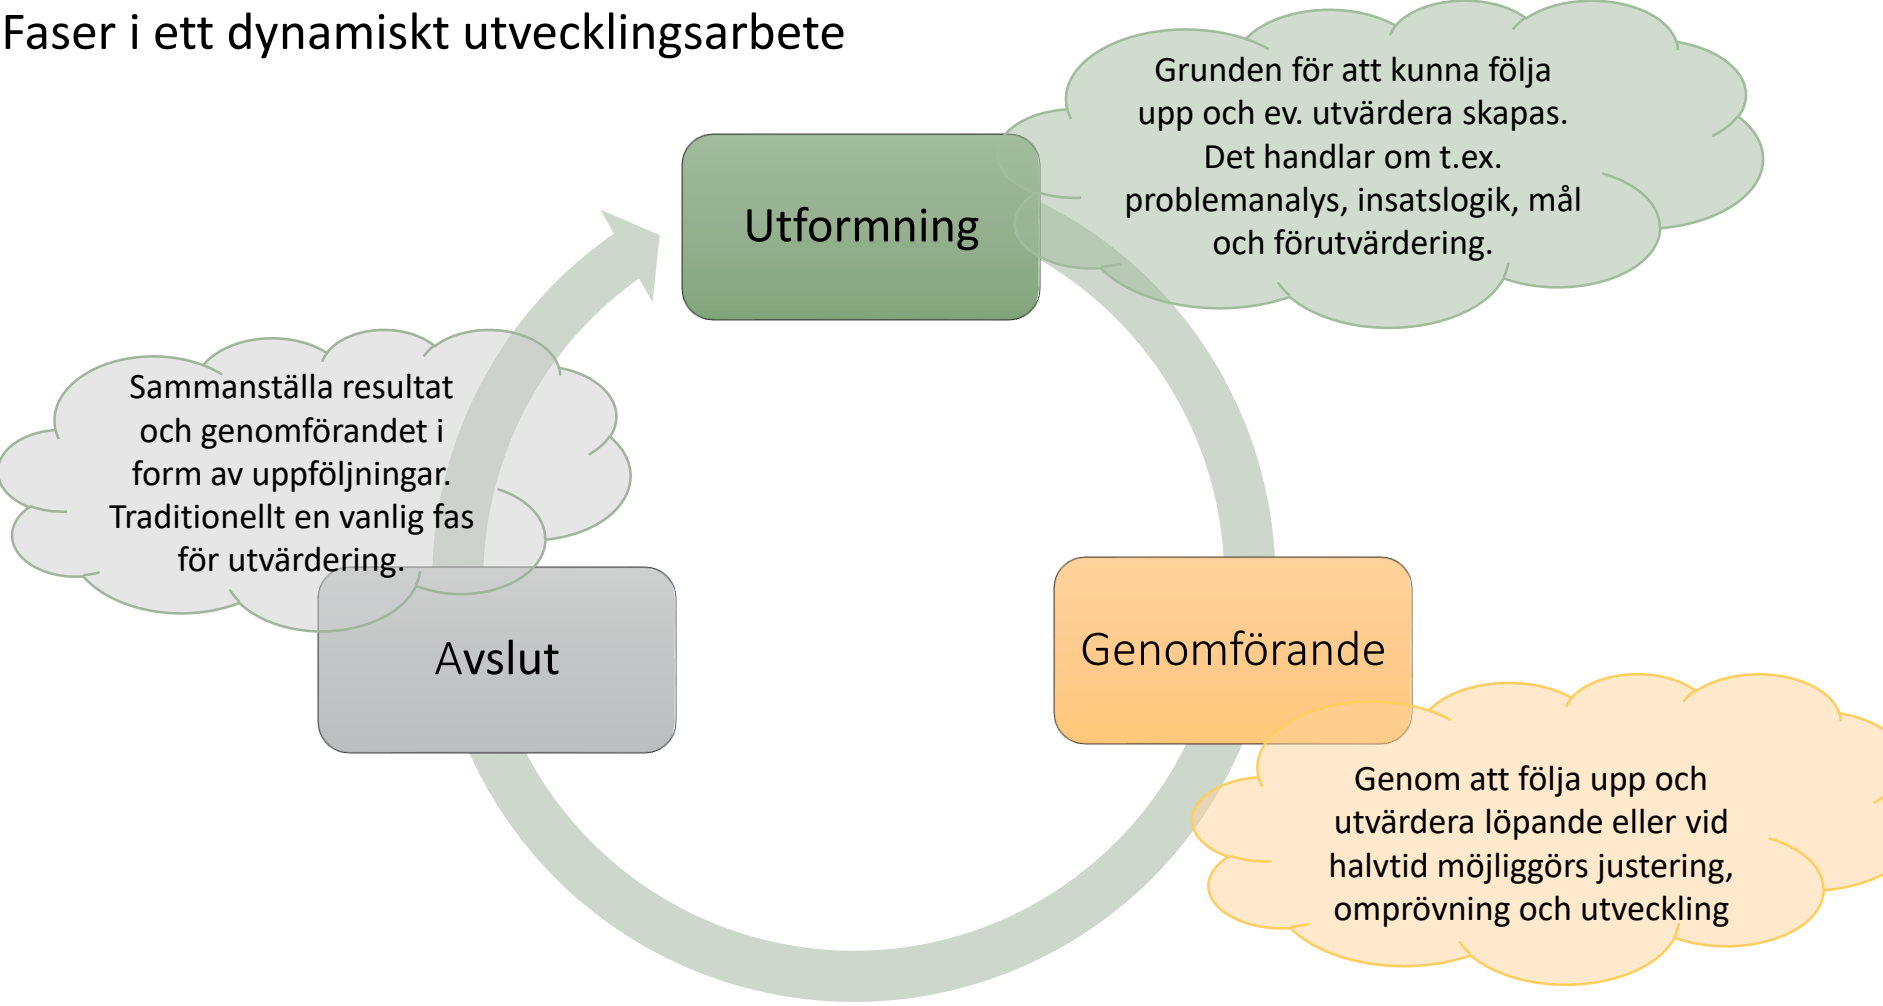 Faser i ett dynamiskt utvecklingsarbete
Grunden för att kunna följa
upp och ev. utvärdera skapas.
Det handlar om t.ex.
problemanalys, insatslogik, mål
och förutvärdering.
Utformning
Sammanställa resultat
och genomförandet i
form av uppföljningar.
Traditionellt en vanlig fas
för utvärdering.
Avslut
Genomförande
Genom att följa upp och
utvärdera löpande eller vid
halvtid möjliggörs justering,
omprövning och utveckling